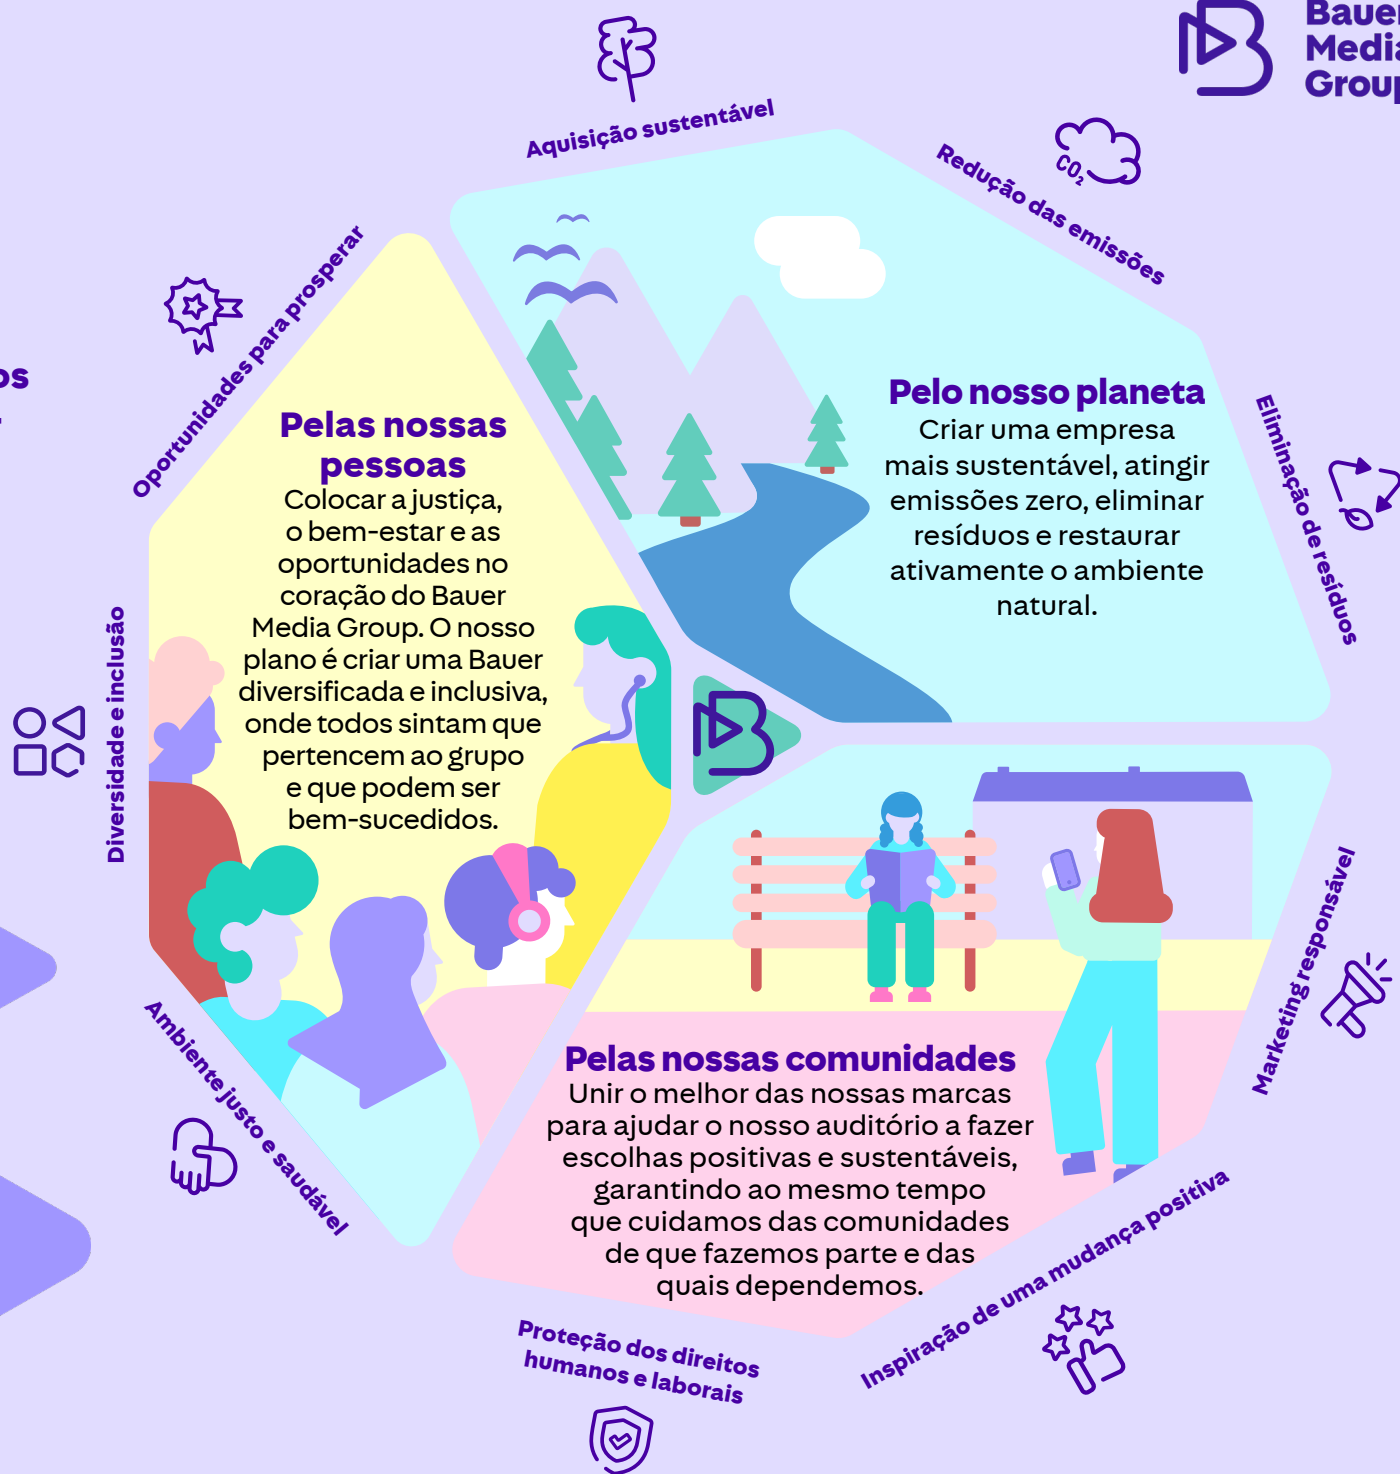 Bauer
Media
Group
Aquisição sustentável
Redução das emissões
CO₂
Oportunidades para prosperar
os
Pelo nosso planeta
Criar uma empresa
mais sustentável, atingir
emissões zero, eliminar
resíduos e restaurar
ativamente o ambiente
natural.
Eliminação de resíduos
Pelas nossas
pessoas
Colocar a justiça,
o bem-estar e as
oportunidades no
coração do Bauer
Media Group. O nosso
plano é criar uma Bauer
diversificada e inclusiva,
onde todos sintam que
pertencem ao grupo
e que podem ser
bem-sucedidos.
Diversidade e inclusão
Marketing responsável
Ambiente justo e saudável
Pelas nossas comunidades
Unir o melhor das nossas marcas
para ajudar o nosso auditório a fazer
escolhas positivas e sustentáveis,
garantindo ao mesmo tempo
que cuidamos das comunidades
de que fazemos parte e das
quais dependemos.
Inspiração de uma mudança positiva
Proteção dos direitos
humanos e laborais